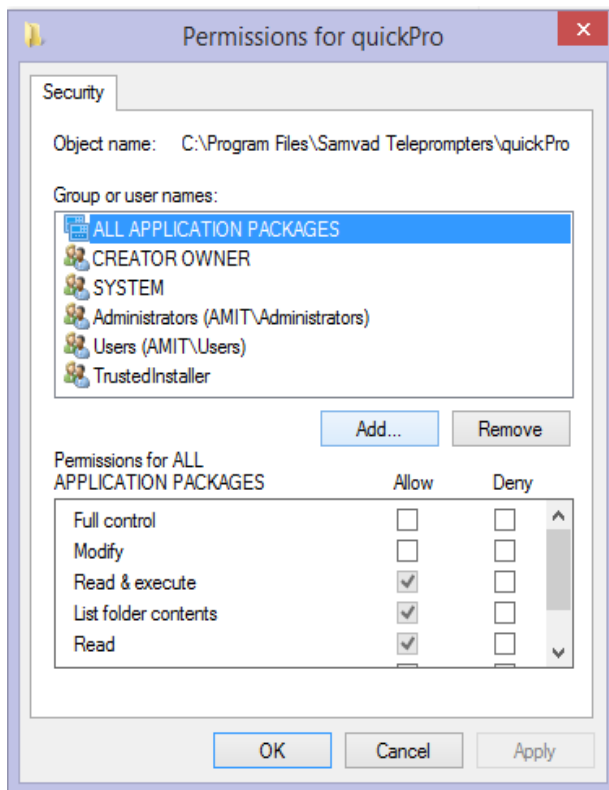 Permissions for quickPro
Security
Object name: C:\Program Files\Samvad Teleprompters\quickPro
Group or user names:
ALL APPLICATION PACKAGES
CREATOR OWNER
SYSTEM
Administrators (AMIT\Administrators)
Users (AMIT\Users)
TrustedInstaller
Add... Remove
Permissions for ALL
APPLICATION PACKAGES Allow Deny
Full control
Modify
Read & execute
List folder contents
Read
OK Cancel Apply